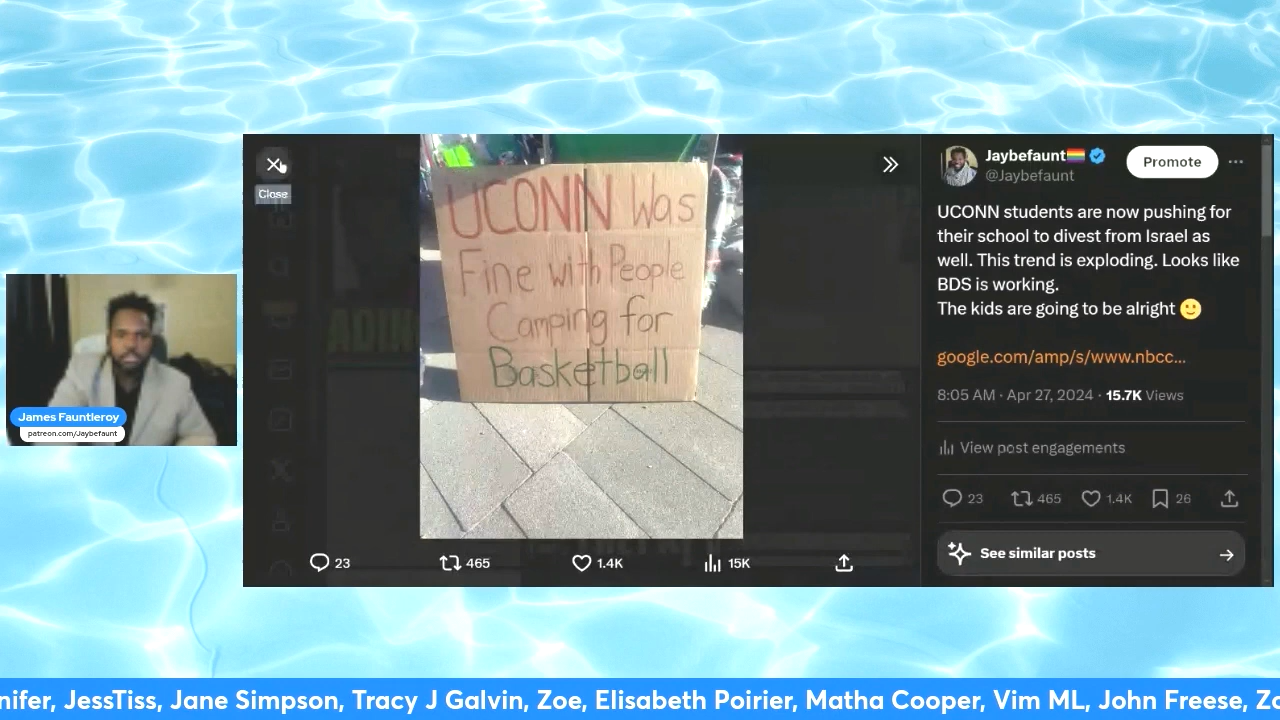 Close
UCONN Was
Fine with People
Camping for
Basketball
23
465
1.4K
15K
Jaybefaunt
@Jaybefaunt
Promote
UCONN students are now pushing for
their school to divest from Israel as
well. This trend is exploding. Looks like
BDS is working.
The kids are going to be alright 🙂
google.com/amp/s/www.nbcc...
8:05 AM · Apr 27, 2024 · 15.7K Views
View post engagements
23
465
1.4K
26
See similar posts
James Fauntleroy
patreon.com/Jaybefaunt
nifer, JessTiss, Jane Simpson, Tracy J Galvin, Zoe, Elisabeth Poirier, Matha Cooper, Vim ML, John Freese, Zo